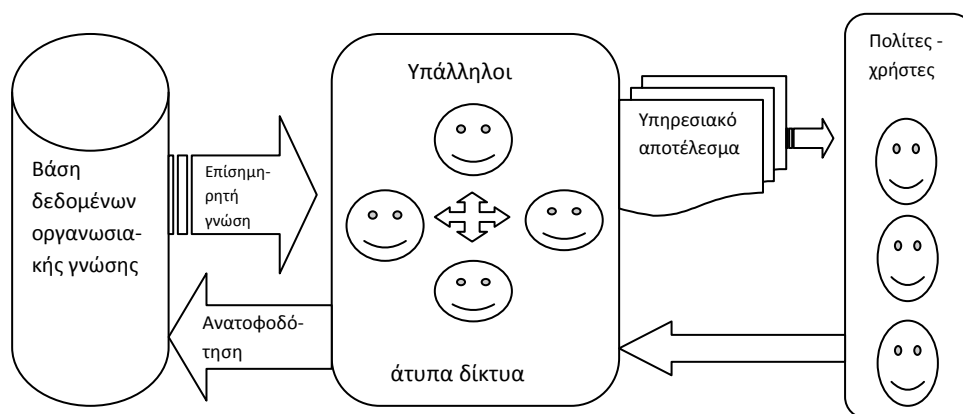 Βάση
δεδομένων
οργανωσια-
κής γνώσης
Επίσημη-
ρητή
γνώση
Ανατοφοδό-
τηση
Υπάλληλοι
άτυπα δίκτυα
Υπηρεσιακό
αποτέλεσμα
Πολίτες -
χρήστες